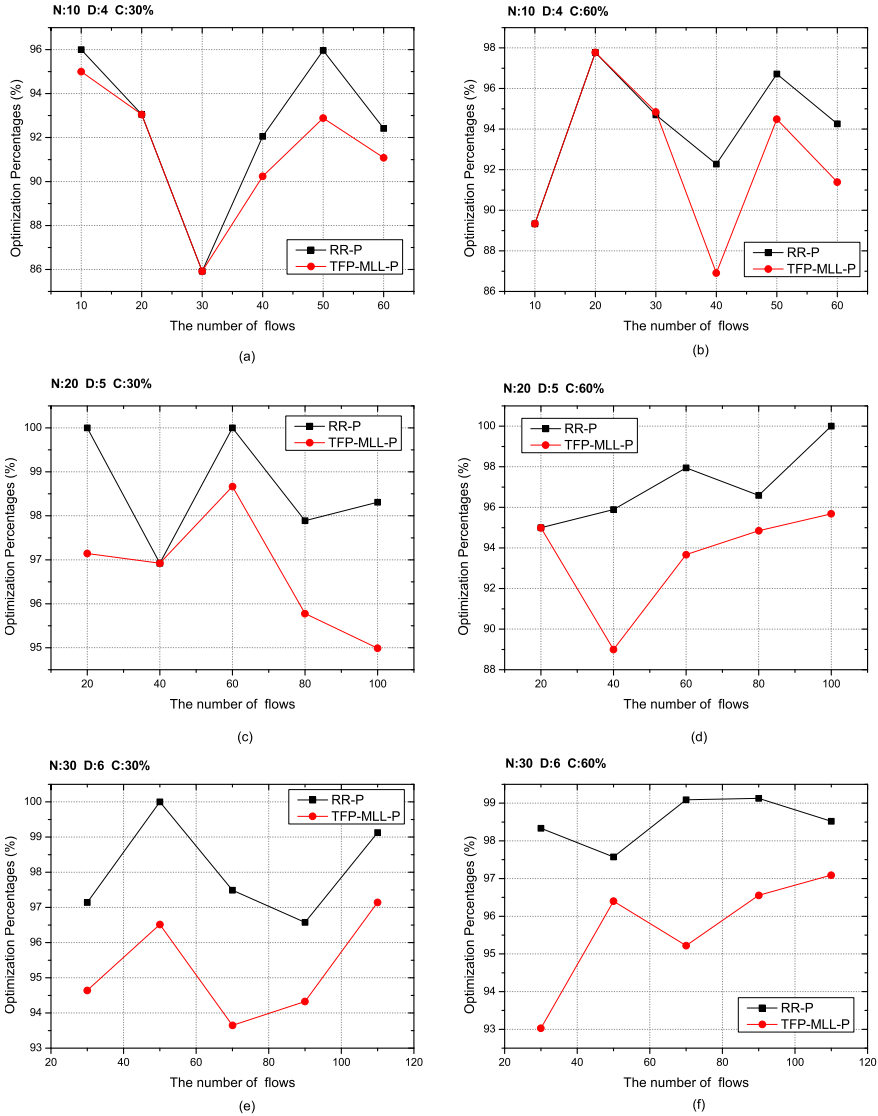 N:10 D:4 C:30%
Optimization Percentages (%)
96
94
92
90
88
86
RR-P
TFP-MLL-P
10 20 30 40 50 60
The number of flows
(a)
N:10 D:4 C:60%
Optimization Percentages (%)
98
96
94
92
90
88
86
RR-P
TFP-MLL-P
10 20 30 40 50 60
The number of flows
(b)
N:20 D:5 C:30%
Optimization Percentages (%)
100
99
98
97
96
95
RR-P
TFP-MLL-P
20 40 60 80 100
The number of flows
(c)
N:20 D:5 C:60%
Optimization Percentages (%)
100
98
96
94
92
90
88
RR-P
TFP-MLL-P
20 40 60 80 100
The number of flows
(d)
N:30 D:6 C:30%
Optimization Percentages (%)
100
99
98
97
96
95
94
93
RR-P
TFP-MLL-P
20 40 60 80 100 120
The number of flows
(e)
N:30 D:6 C:60%
Optimization Percentages (%)
99
98
97
96
95
94
93
RR-P
TFP-MLL-P
20 40 60 80 100 120
The number of flows
(f)